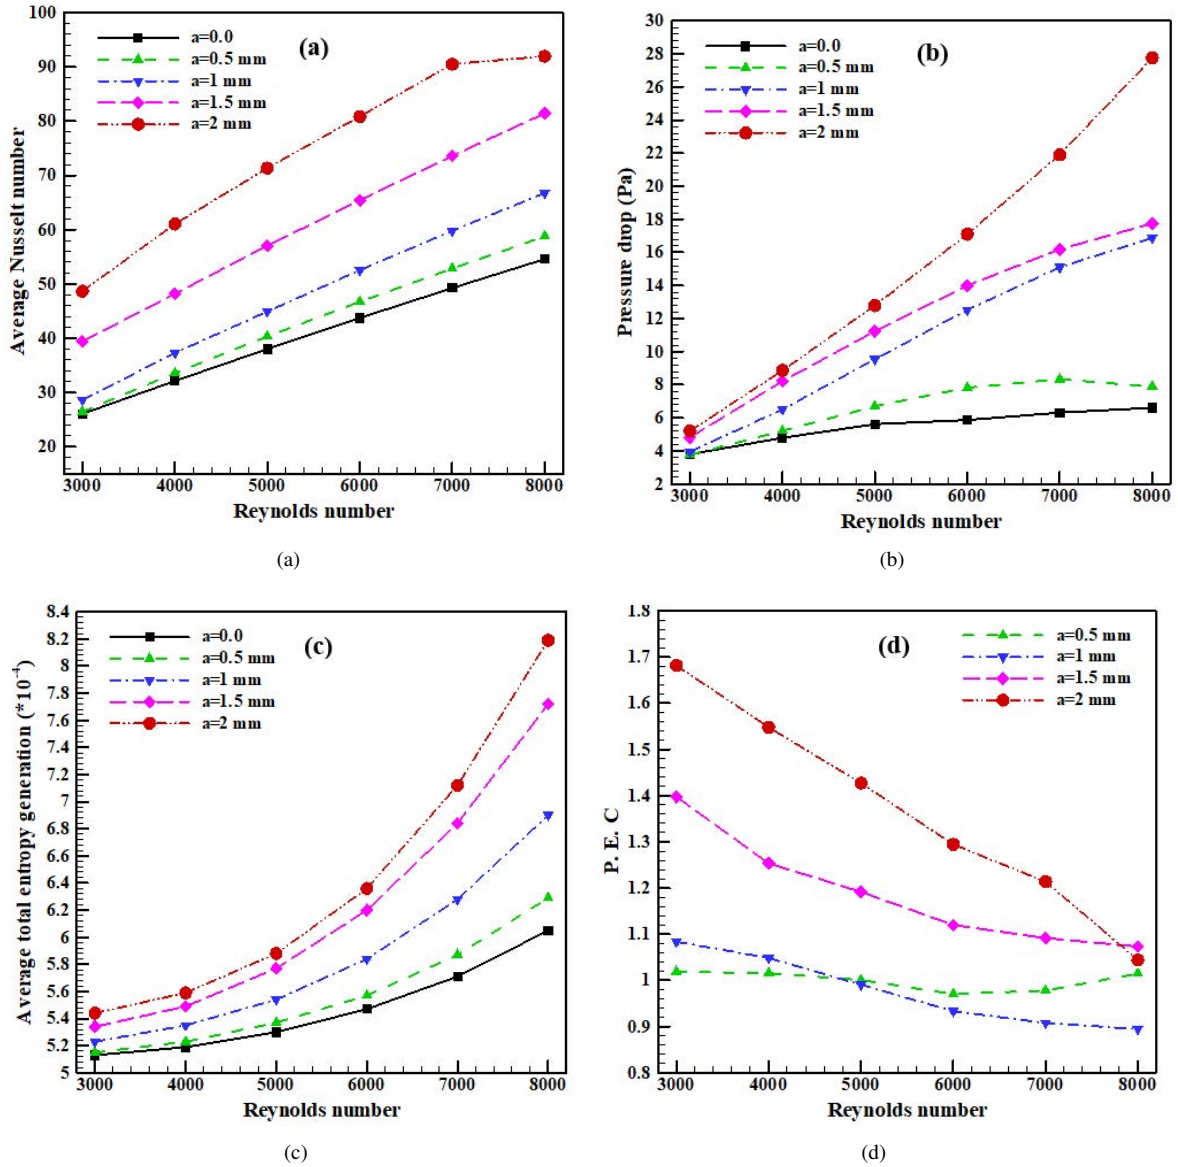 100
90
80
70
60
50
40
30
20
Average Nusselt number
a=0.0
a=0.5 mm
a=1 mm
a=1.5 mm
a=2 mm
(a)
3000 4000 5000 6000 7000 8000
Reynolds number
(a)
30
28
26
24
22
20
18
16
14
12
10
8
6
4
2
Pressure drop (Pa)
a=0.0
a=0.5 mm
a=1 mm
a=1.5 mm
a=2 mm
(b)
3000 4000 5000 6000 7000 8000
Reynolds number
(b)
8.4
8.2
8
7.8
7.6
7.4
7.2
7
6.8
6.6
6.4
6.2
6
5.8
5.6
5.4
5.2
5
Average total entropy generation (*10⁻⁴)
a=0.0
a=0.5 mm
a=1 mm
a=1.5 mm
a=2 mm
(c)
3000 4000 5000 6000 7000 8000
Reynolds number
(c)
1.8
1.7
1.6
1.5
1.4
1.3
1.2
1.1
1
0.9
0.8
P. E. C
(d)
a=0.5 mm
a=1 mm
a=1.5 mm
a=2 mm
3000 4000 5000 6000 7000 8000
Reynolds number
(d)